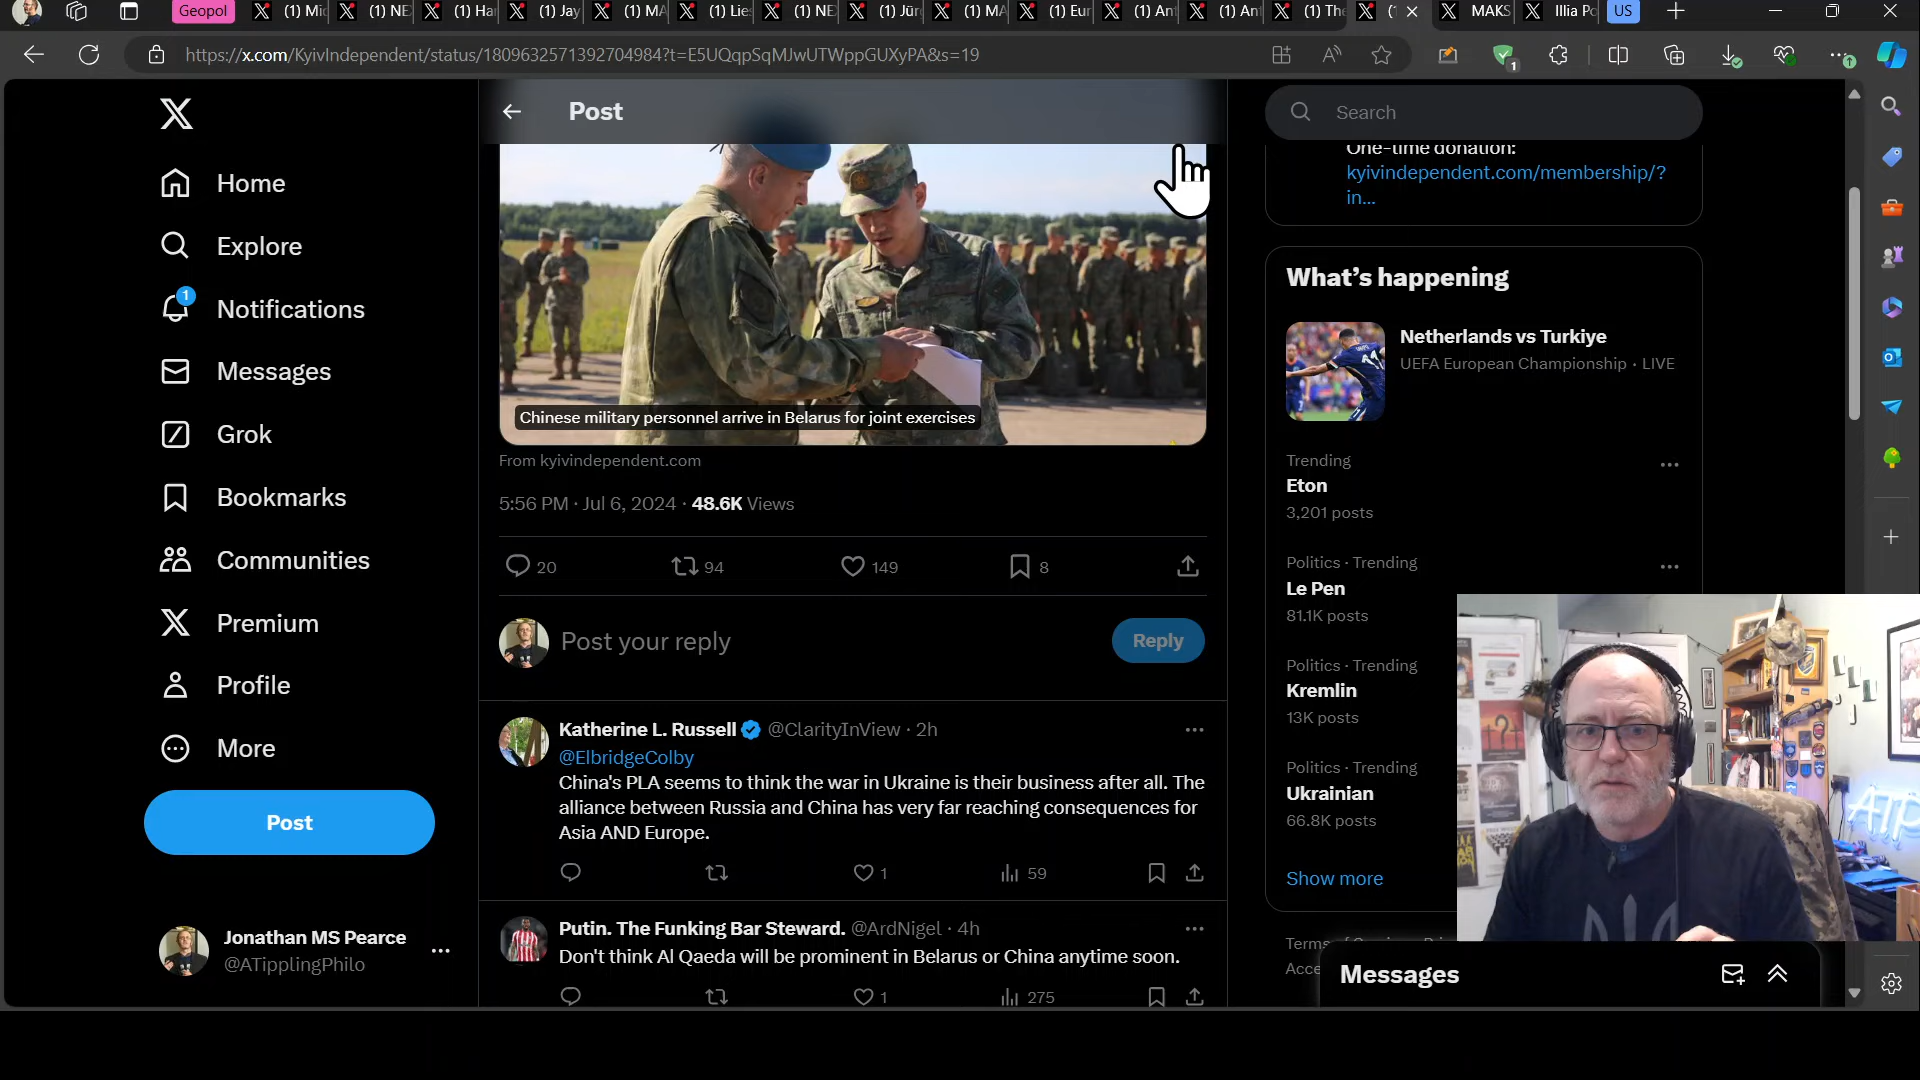 Geopol
(1) Mic
(1) NE
(1) Har
(1) Jay
(1) MA
(1) Lies
(1) NE
(1) Jür
(1) MA
(1) Eur
(1) An
(1) An
(1) The
MAKS
Illia Po
US
https://x.com/KyivIndependent/status/1809632571392704984?t=E5UQqpSqMJwUTWppGUXyPA&s=19
1
Home
Explore
1
Notifications
Messages
Grok
Bookmarks
Communities
Premium
Profile
More
Post
Jonathan MS Pearce
@ATipplingPhilo
Post
Chinese military personnel arrive in Belarus for joint exercises
From kyivindependent.com
5:56 PM · Jul 6, 2024 · 48.6K Views
20
94
149
8
Post your reply
Reply
Katherine L. Russell @ClarityInView · 2h
@ElbridgeColby
China's PLA seems to think the war in Ukraine is their business after all. The
alliance between Russia and China has very far reaching consequences for
Asia AND Europe.
1
59
Putin. The Funking Bar Steward. @ArdNigel · 4h
Don't think Al Qaeda will be prominent in Belarus or China anytime soon.
1
275
Search
One-time donation:
kyivindependent.com/membership/?
in...
What's happening
Netherlands vs Turkiye
UEFA European Championship · LIVE
Trending
Eton
3,201 posts
Politics · Trending
Le Pen
81.1K posts
Politics · Trending
Kremlin
13K posts
Politics · Trending
Ukrainian
66.8K posts
Show more
Messages